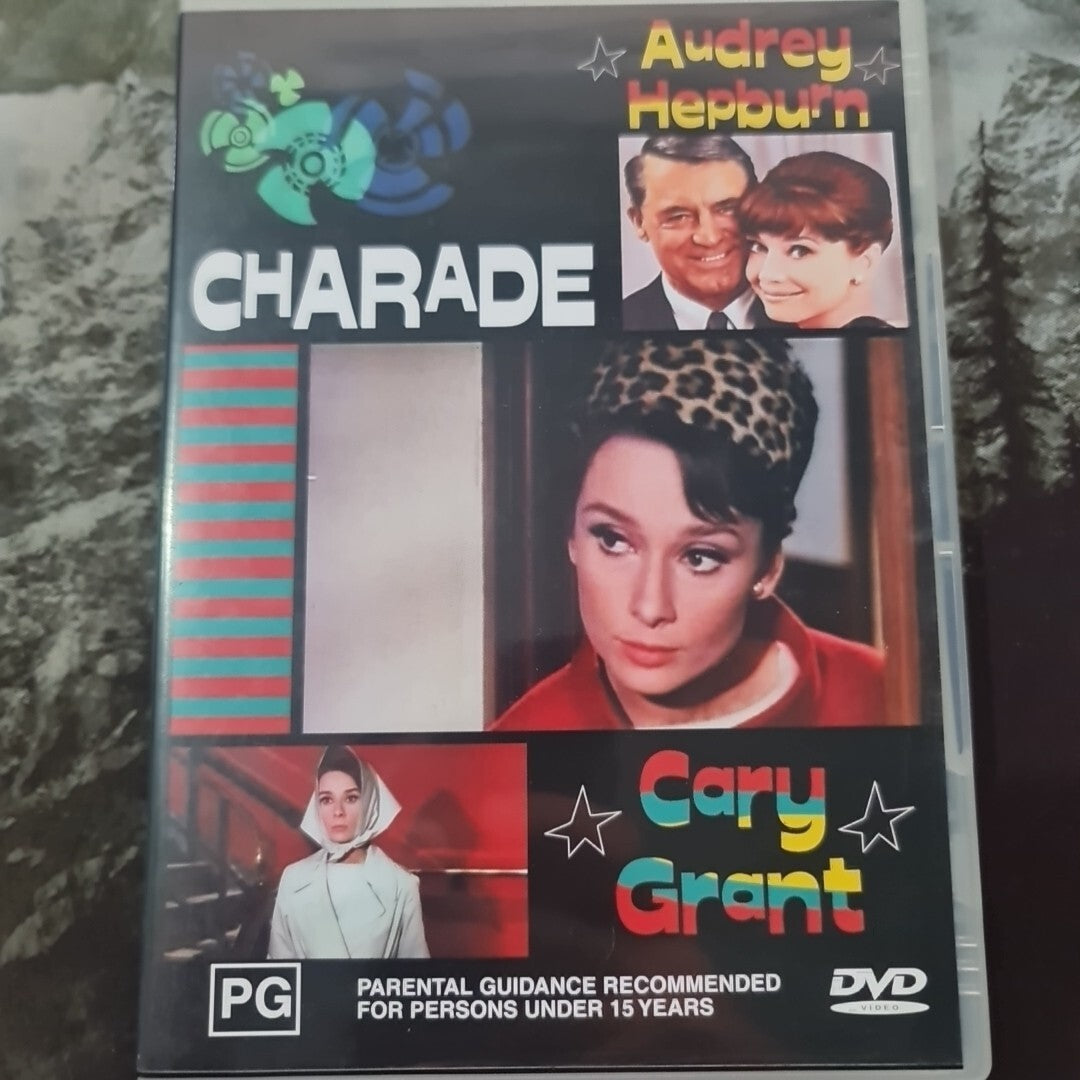 Audrey
Hepburn
CHARADE
Cary
Grant
PG
PARENTAL GUIDANCE RECOMMENDED
FOR PERSONS UNDER 15 YEARS
DVD
VIDEO